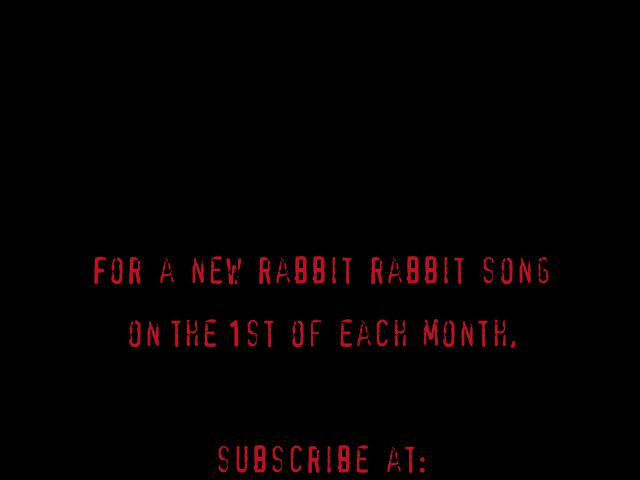 FOR A NEW RABBIT RABBIT SONG
ON THE 1ST OF EACH MONTH,
SUBSCRIBE AT: